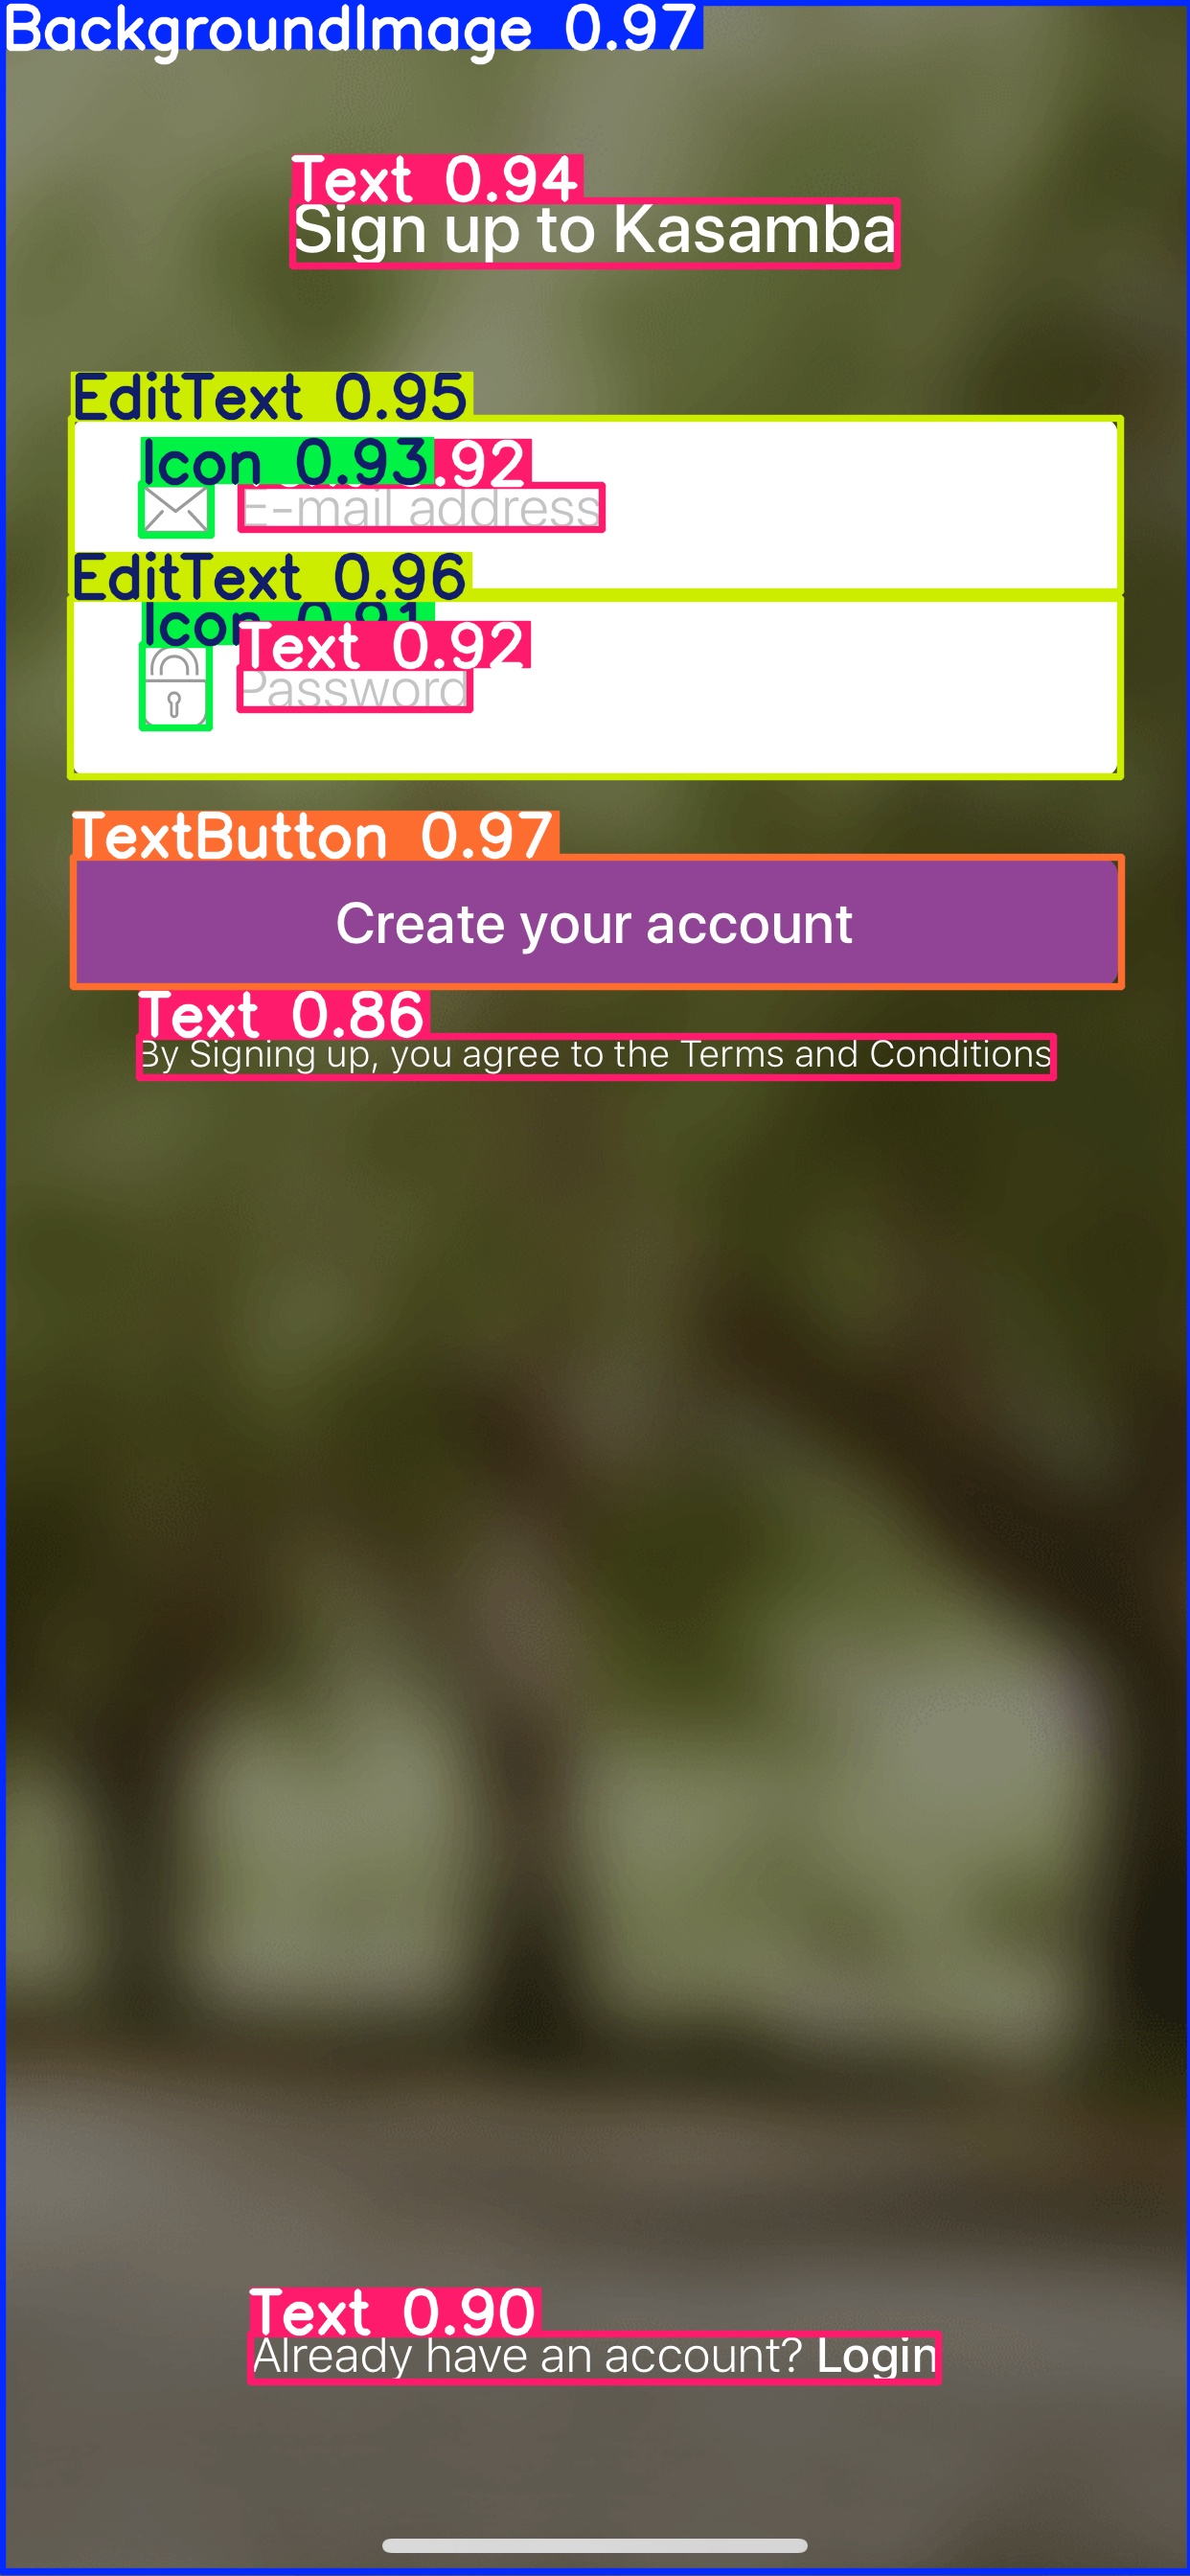 BackgroundImage 0.97
Text 0.94
Sign up to Kasamba
EditText 0.95
Icon 0.93 .92
E-mail address
EditText 0.96
Icon 0.91
Text 0.92
Password
TextButton 0.97
Create your account
Text 0.86
By Signing up, you agree to the Terms and Conditions
Text 0.90
Already have an account? Login